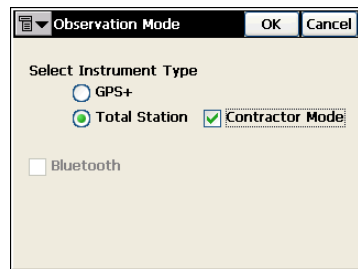 Observation Mode OK Cancel
Select Instrument Type
GPS+
Total Station Contractor Mode
Bluetooth